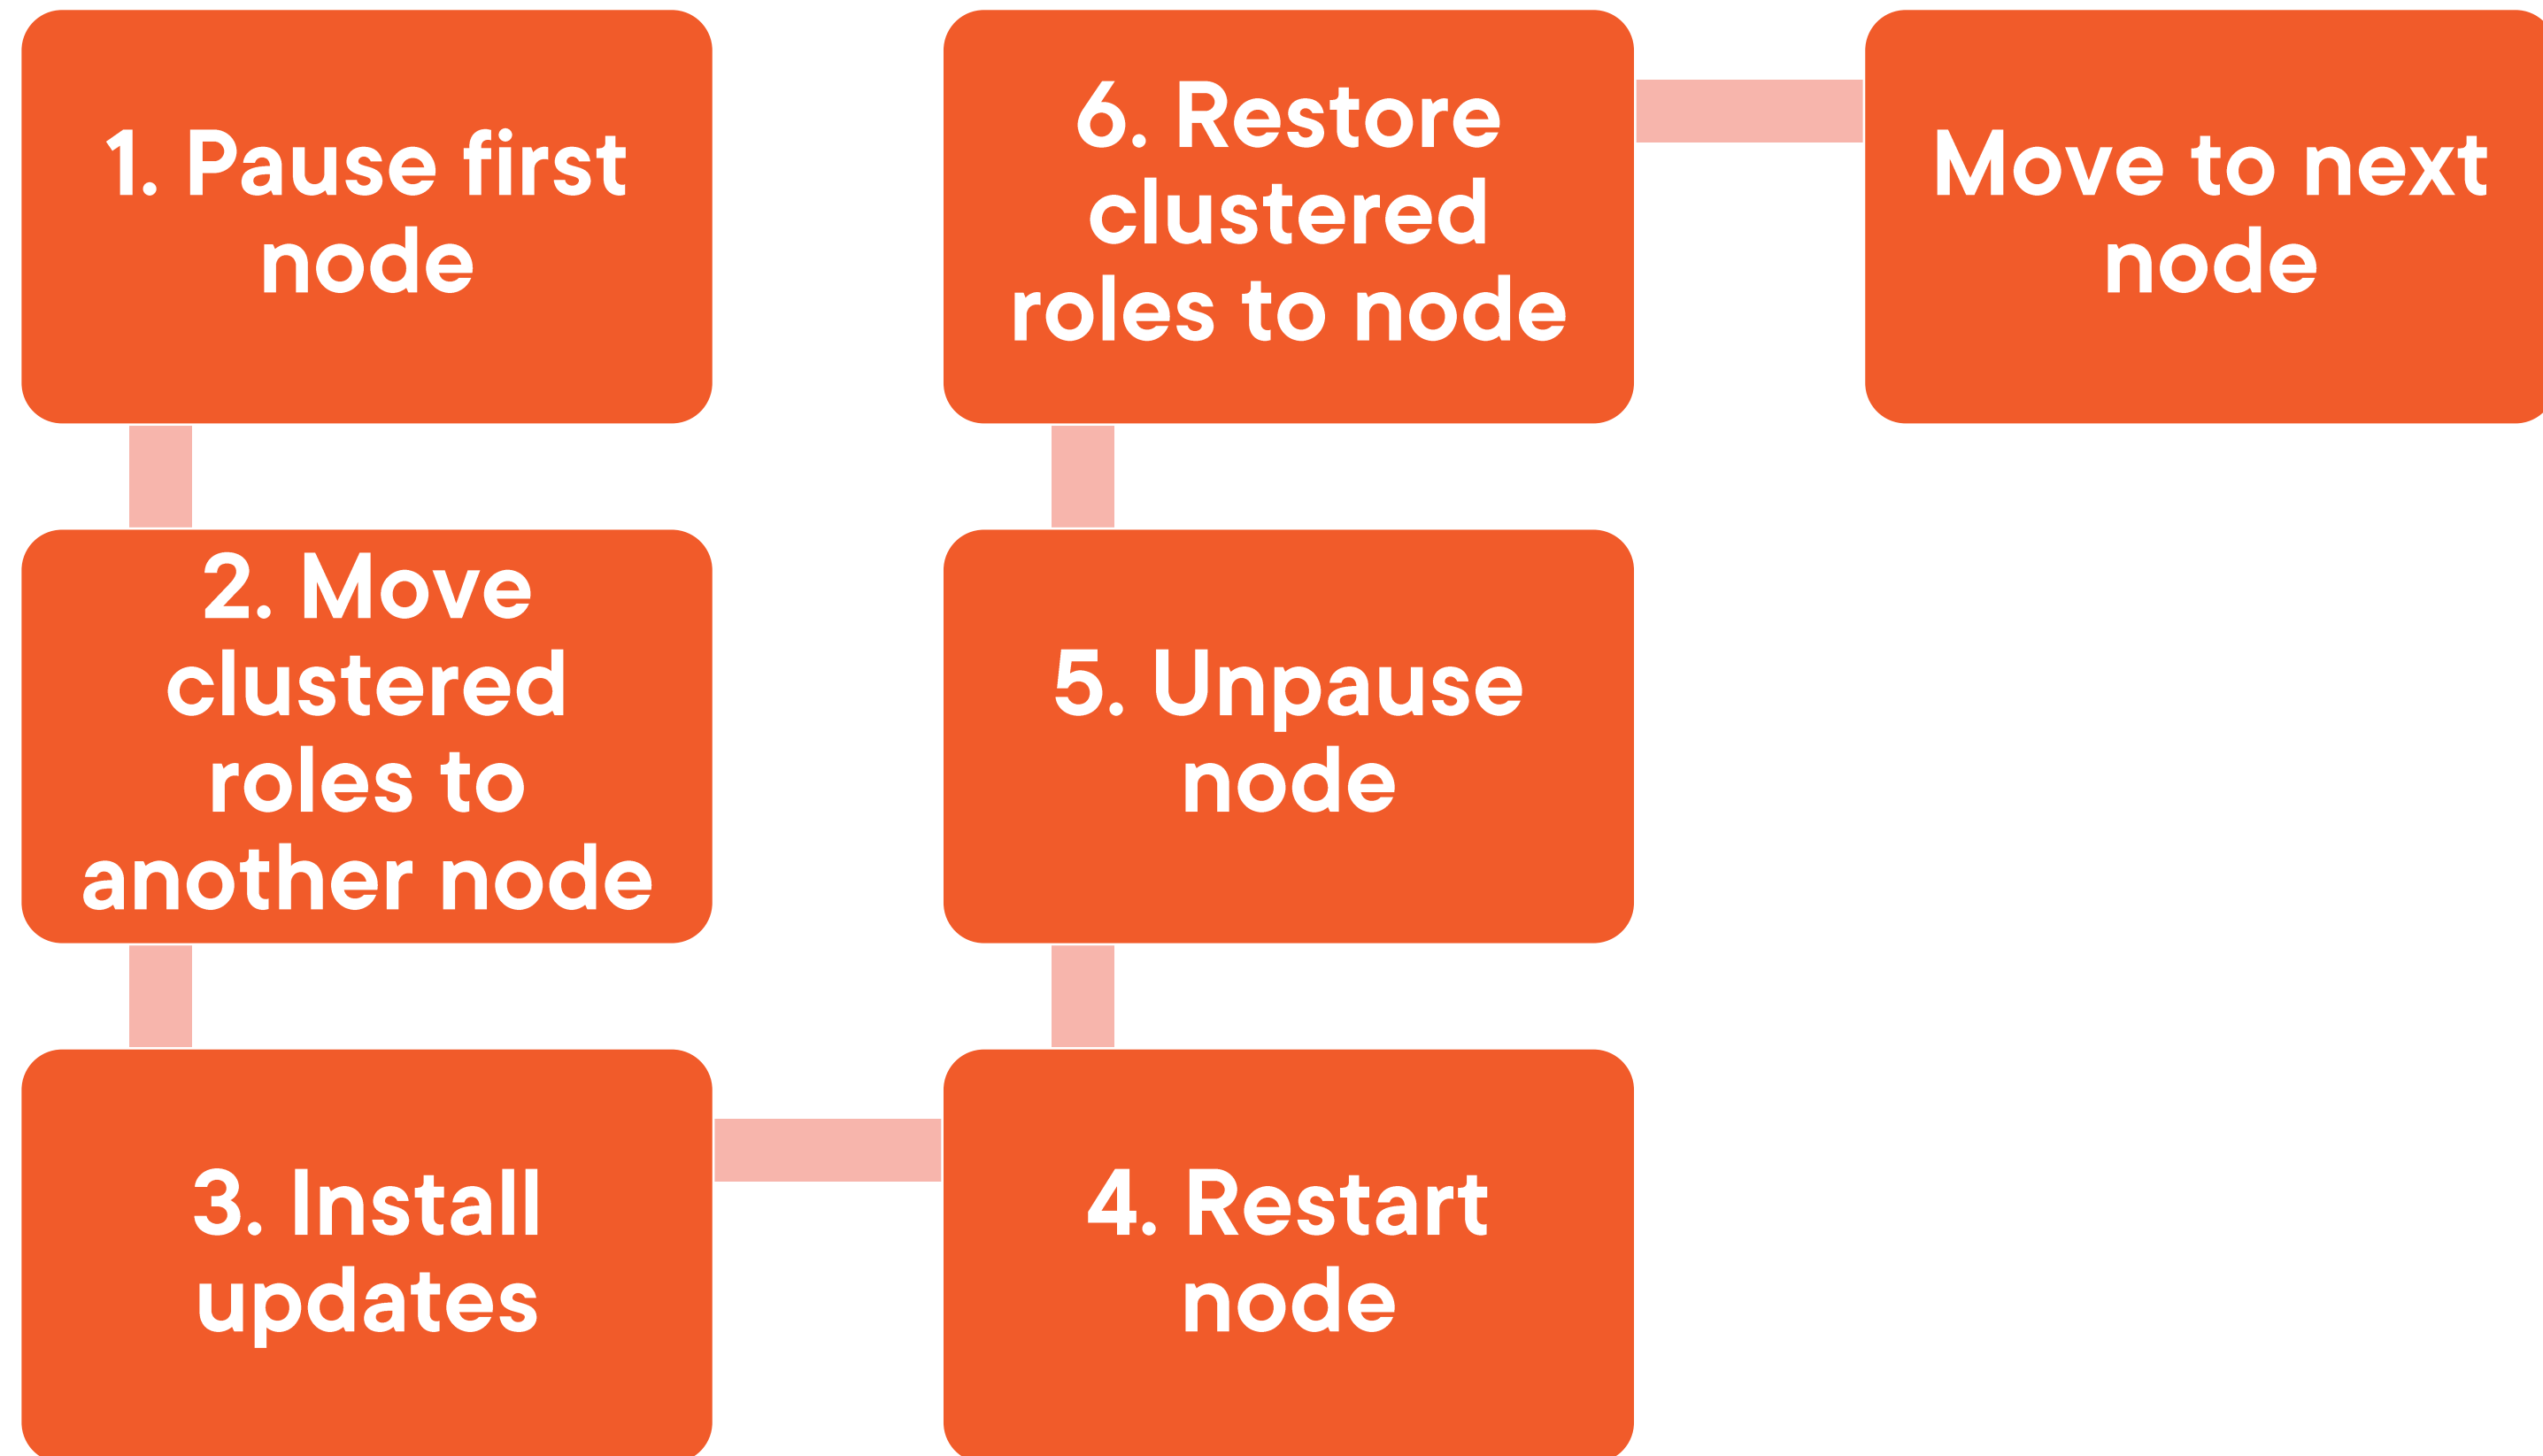 1. Pause first
node
2. Move
clustered
roles to
another node
3. Install
updates
4. Restart
node
5. Unpause
node
6. Restore
clustered
roles to node
Move to next
node